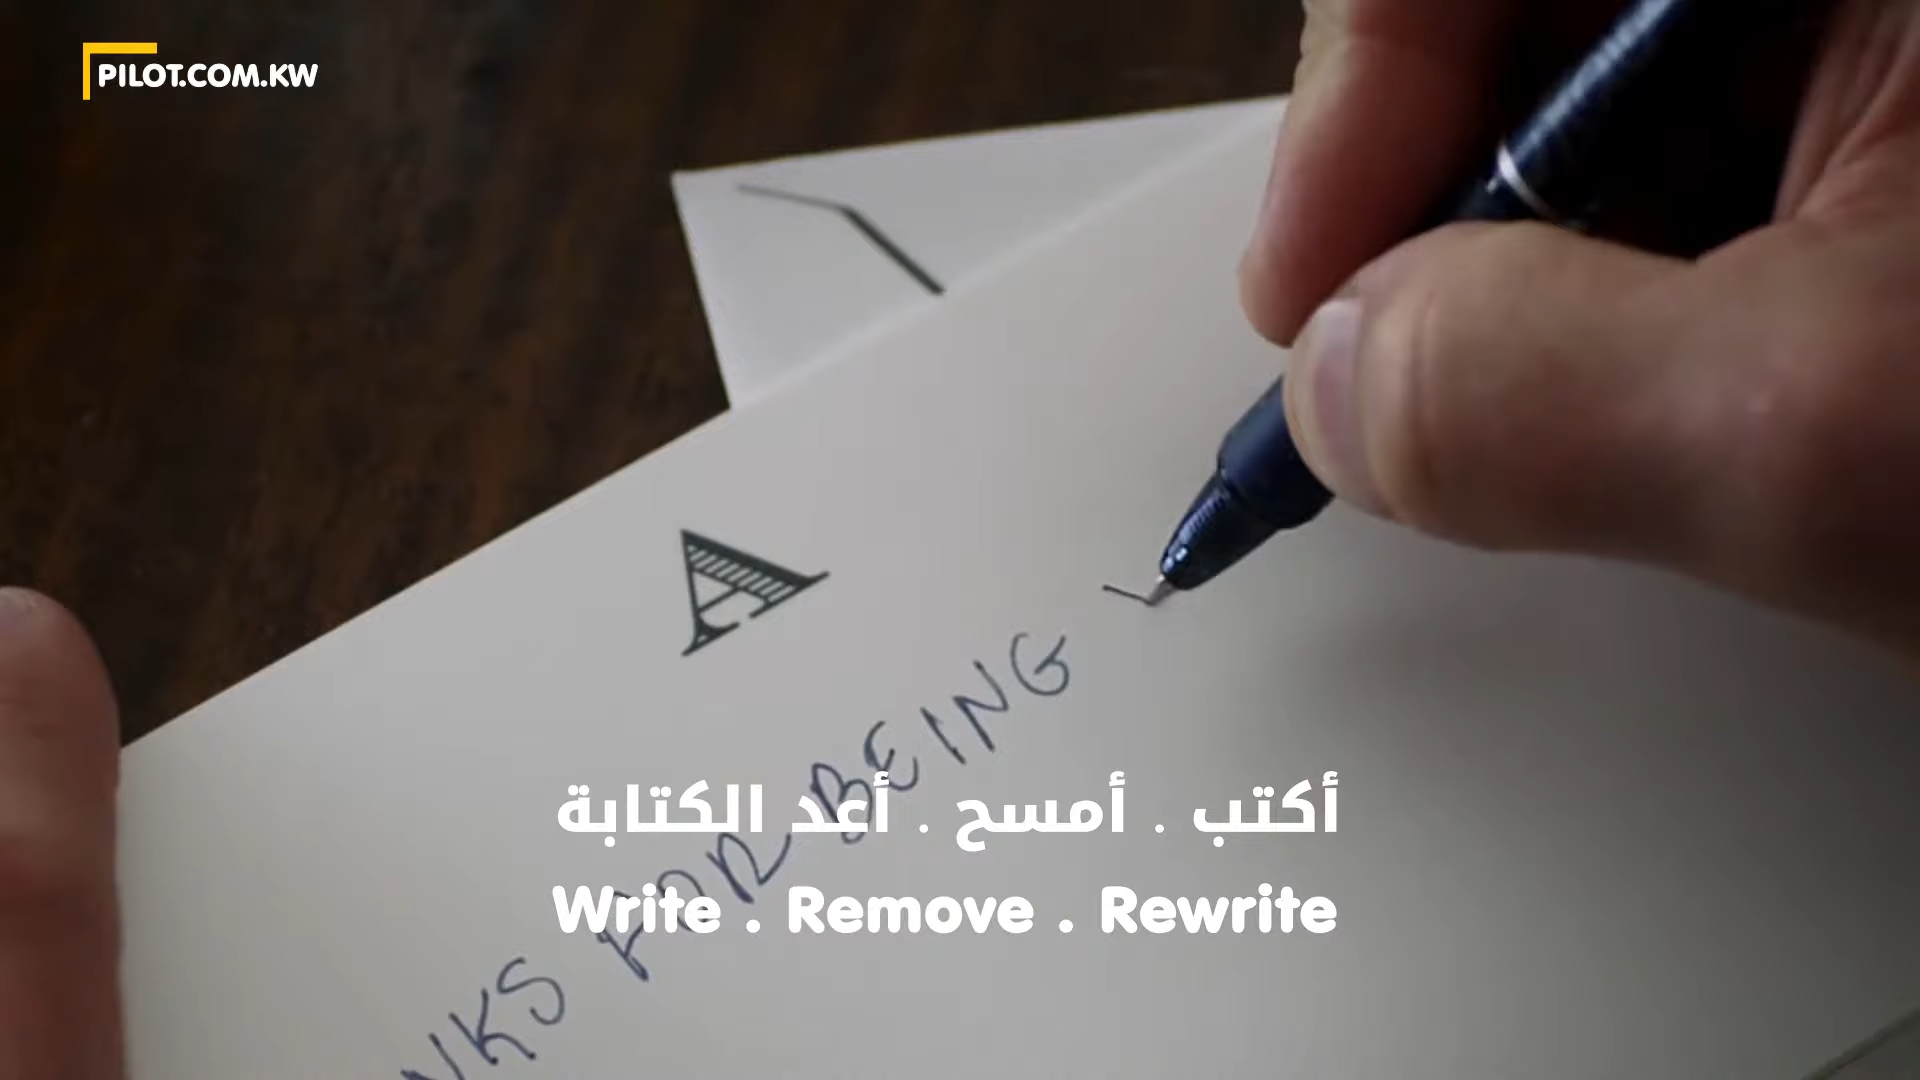 PILOT.COM.KW
A
NKS FOR BEING
أكتب . أمسح . أعد الكتابة
Write . Remove . Rewrite